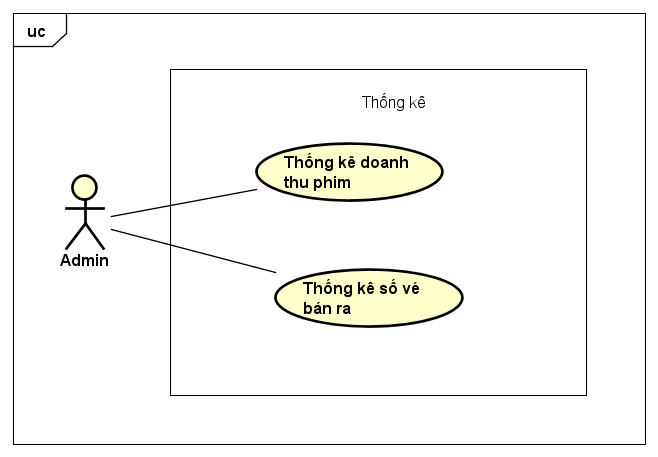 uc
Thống kê
Thống kê doanh
thu phim
Admin
Thống kê số vé
bán ra